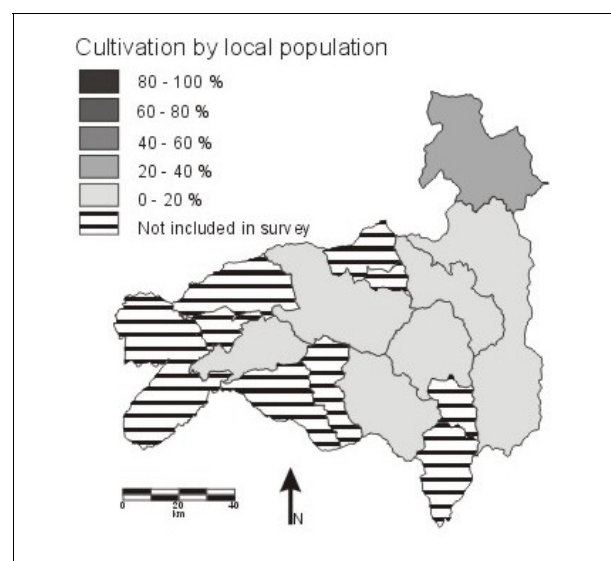 Cultivation by local population
80 - 100 %
60 - 80 %
40 - 60 %
20 - 40 %
0 - 20 %
Not included in survey
0 20 40
km
N